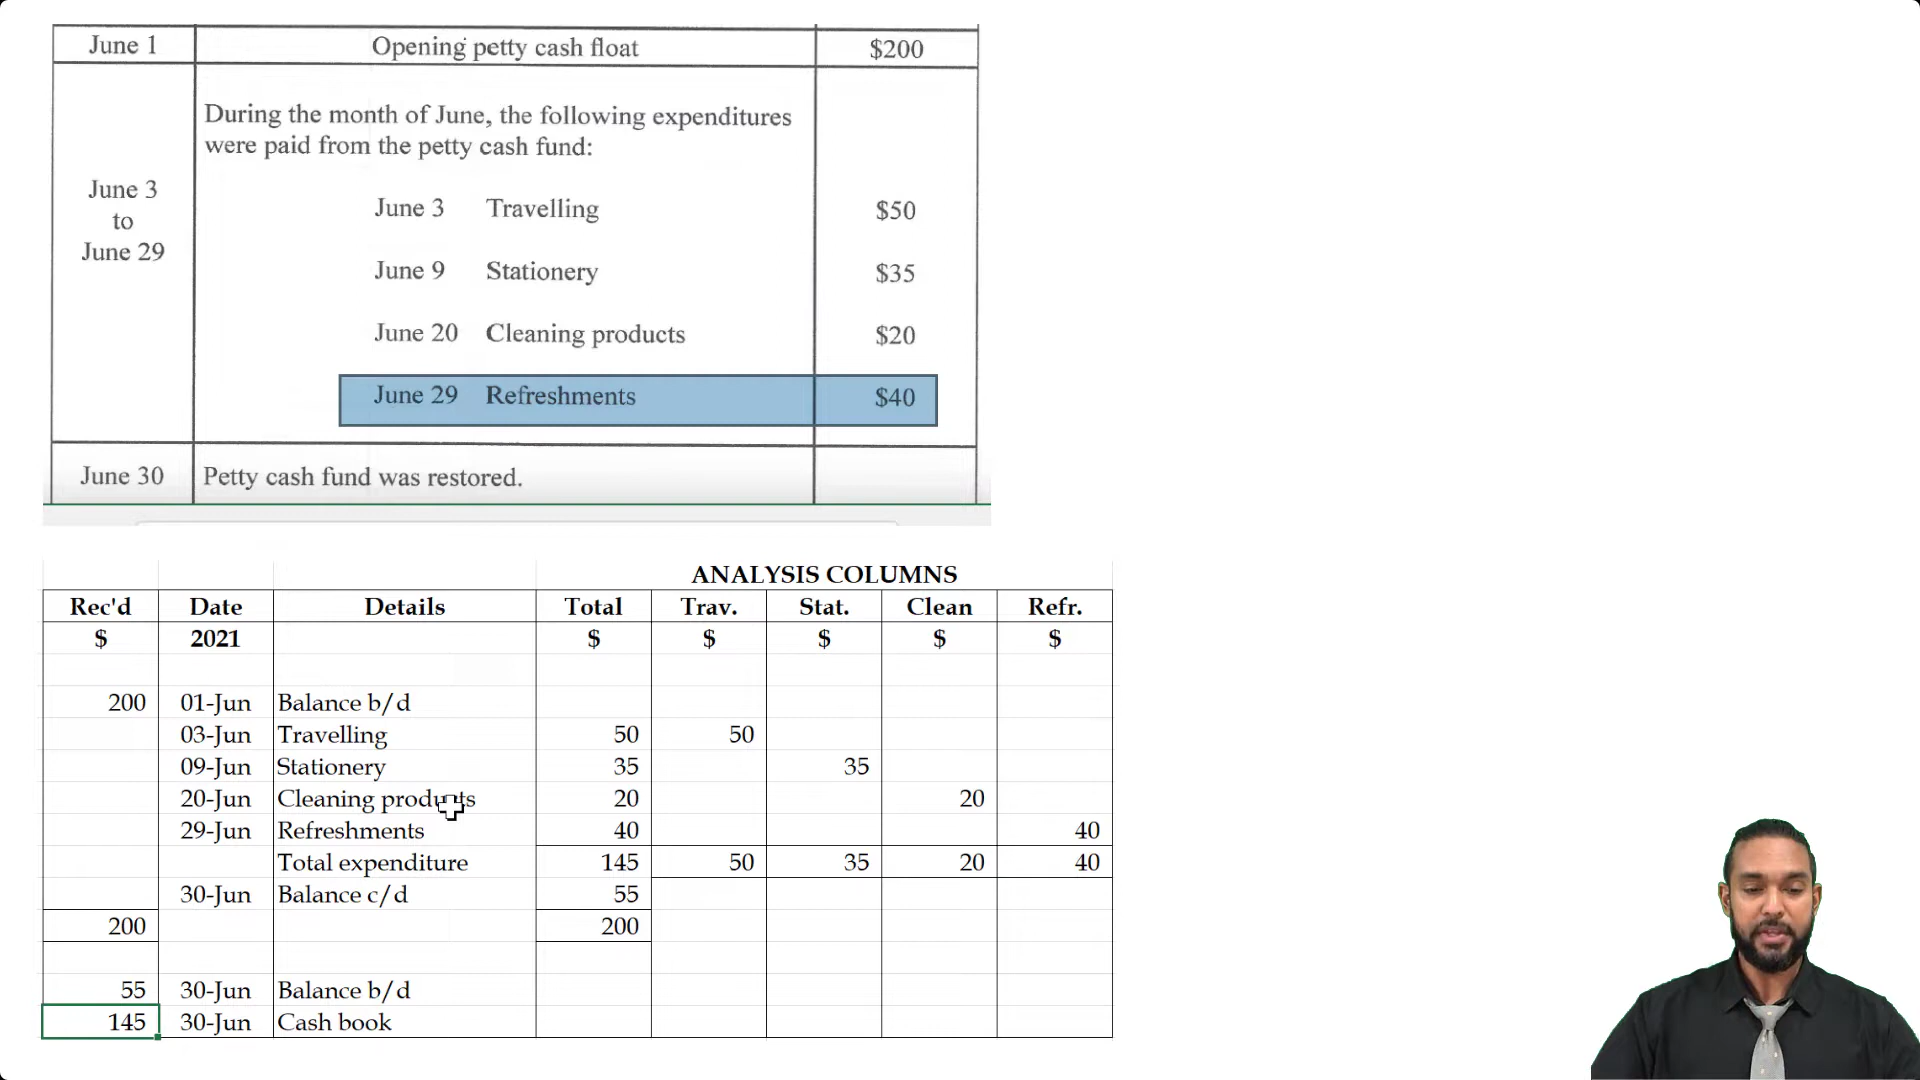 June 1 Opening petty cash float $200
During the month of June, the following expenditures
were paid from the petty cash fund:
June 3
to
June 29
June 3 Travelling $50
June 9 Stationery $35
June 20 Cleaning products $20
June 29 Refreshments $40
June 30 Petty cash fund was restored.
ANALYSIS COLUMNS
Rec'd Date Details Total Trav. Stat. Clean Refr.
$ 2021 $ $ $ $ $
200 01-Jun Balance b/d
03-Jun Travelling 50 50
09-Jun Stationery 35 35
20-Jun Cleaning products 20 20
29-Jun Refreshments 40 40
Total expenditure 145 50 35 20 40
30-Jun Balance c/d 55
200 200
55 30-Jun Balance b/d
145 30-Jun Cash book